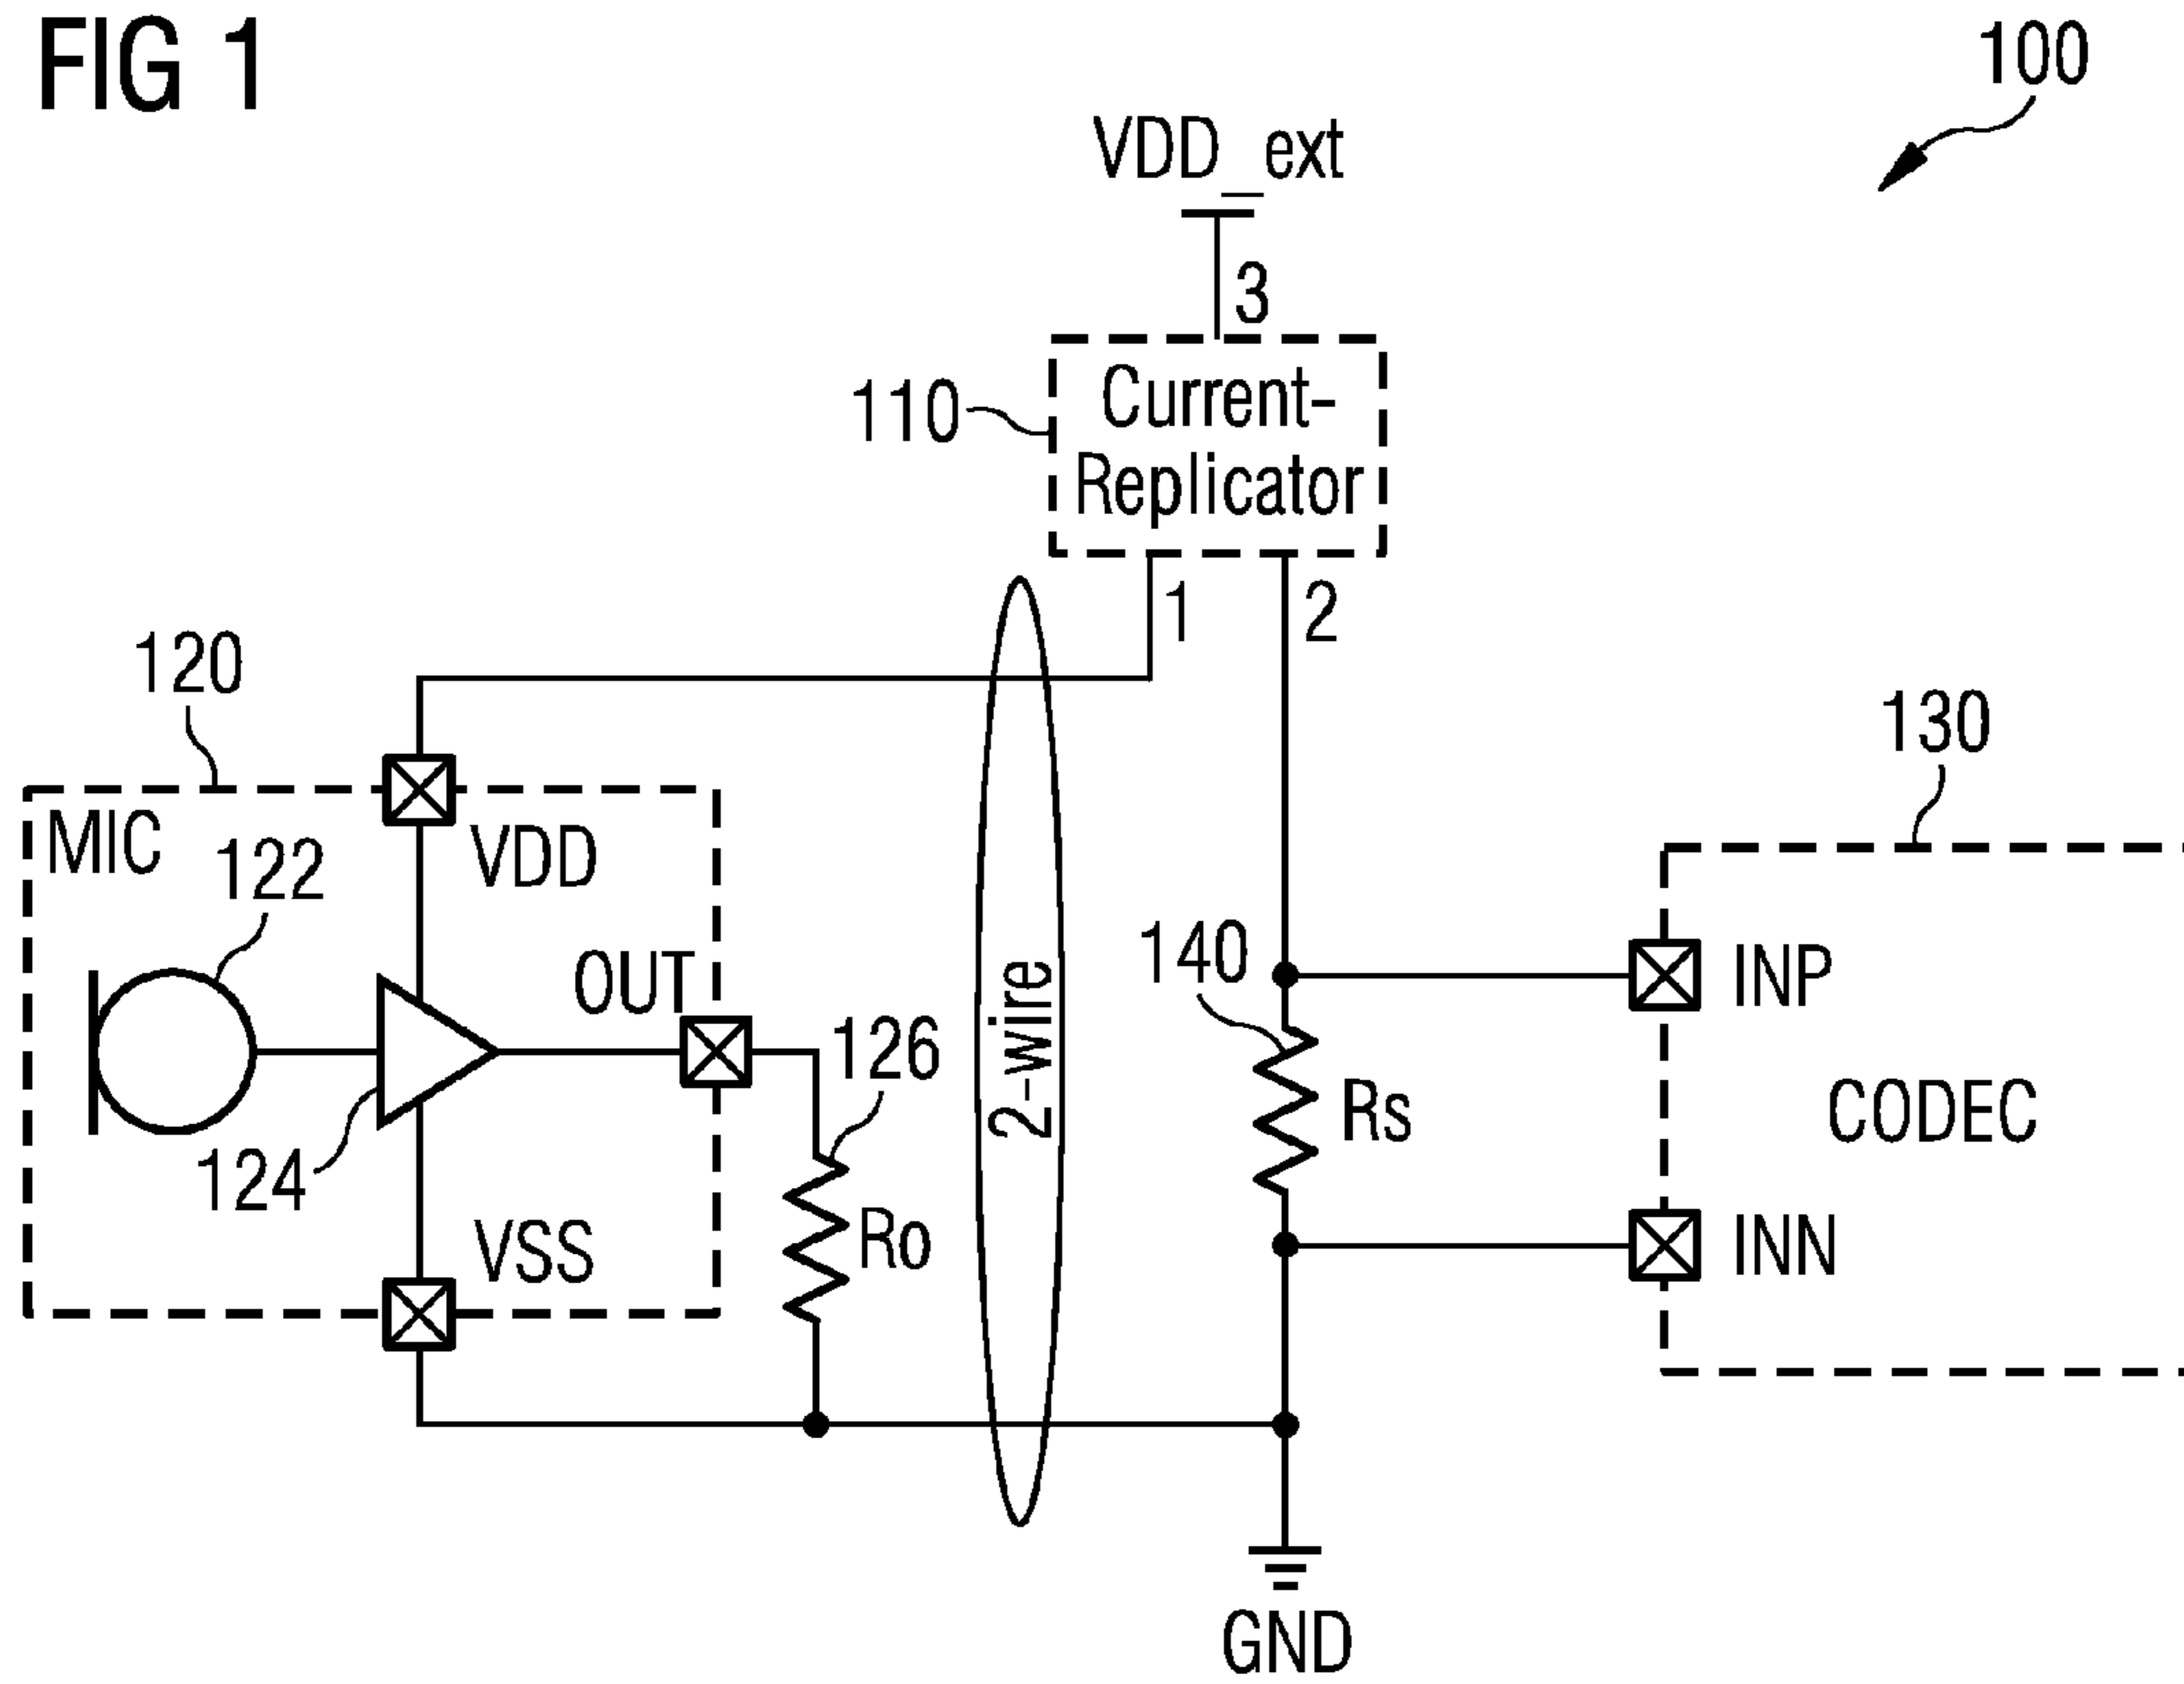 FIG 1
100
VDD_ext
3
110
Current-
Replicator
1
2
120
130
MIC
122
VDD
OUT
140
126
2-wire
INP
Rs
CODEC
124
VSS
Ro
INN
GND